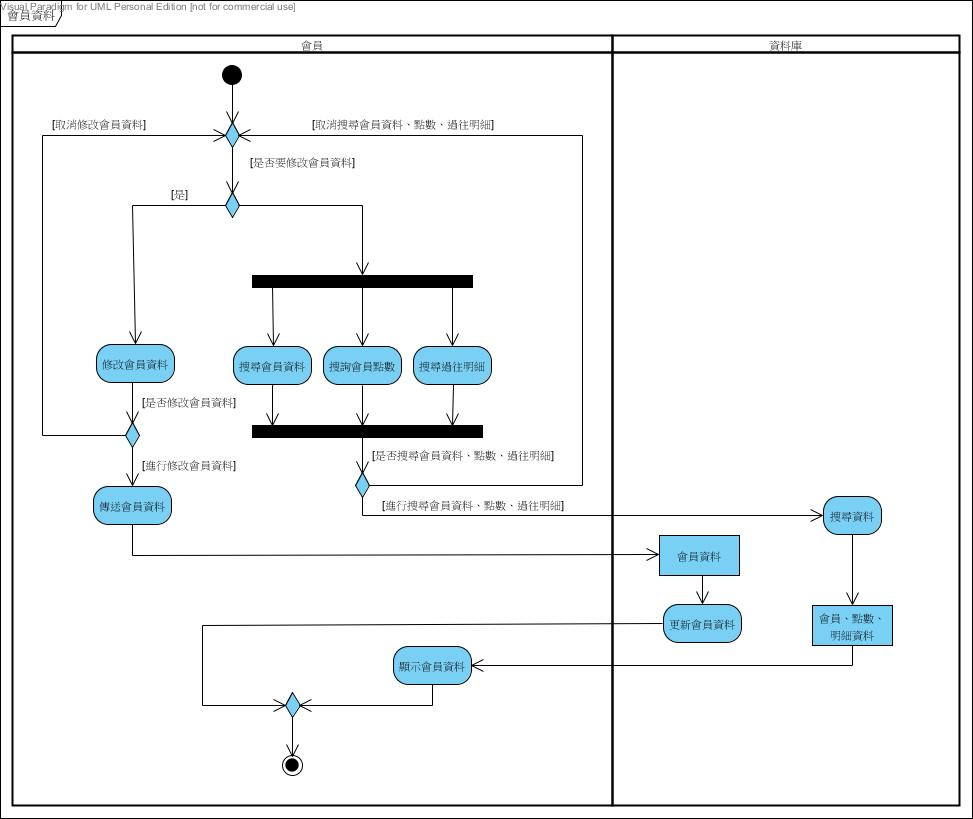 Visual Paradigm for UML Personal Edition [not for commercial use]
會員資料
會員
資料庫
[取消修改會員資料]
[取消搜尋會員資料、點數、過往明細]
[是否要修改會員資料]
[是]
修改會員資料
搜尋會員資料
搜詢會員點數
搜尋過往明細
[是否修改會員資料]
[是否搜尋會員資料、點數、過往明細]
[進行修改會員資料]
傳送會員資料
[進行搜尋會員資料、點數、過往明細]
搜尋資料
會員資料
更新會員資料
會員、點數、
明細資料
顯示會員資料